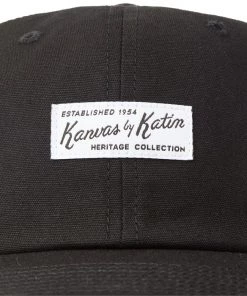 ESTABLISHED 1954
Kanvas by Katin
HERITAGE COLLECTION